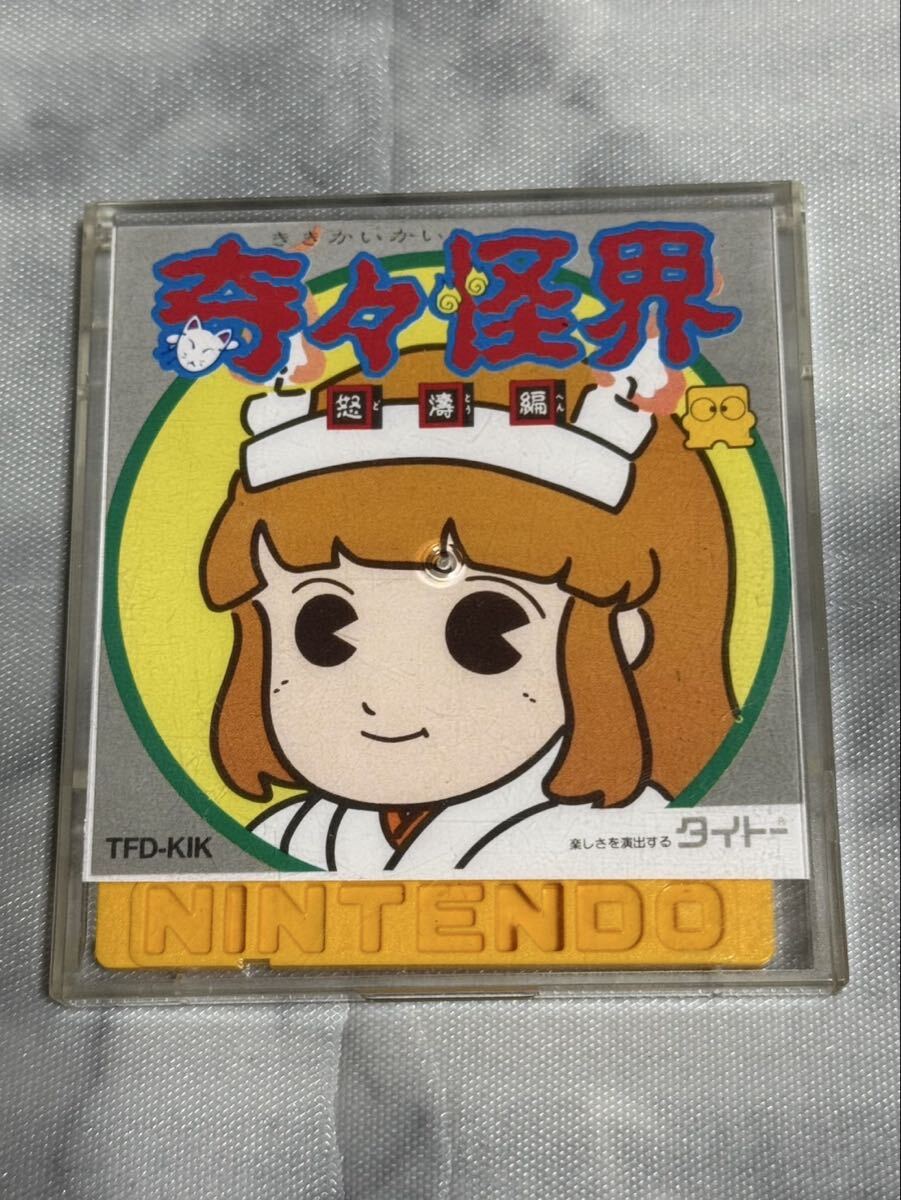 ききかいかい
奇々怪界
怒ど 濤とう 編へん
TFD-KIK
楽しさを演出する タイトー®
NINTENDO